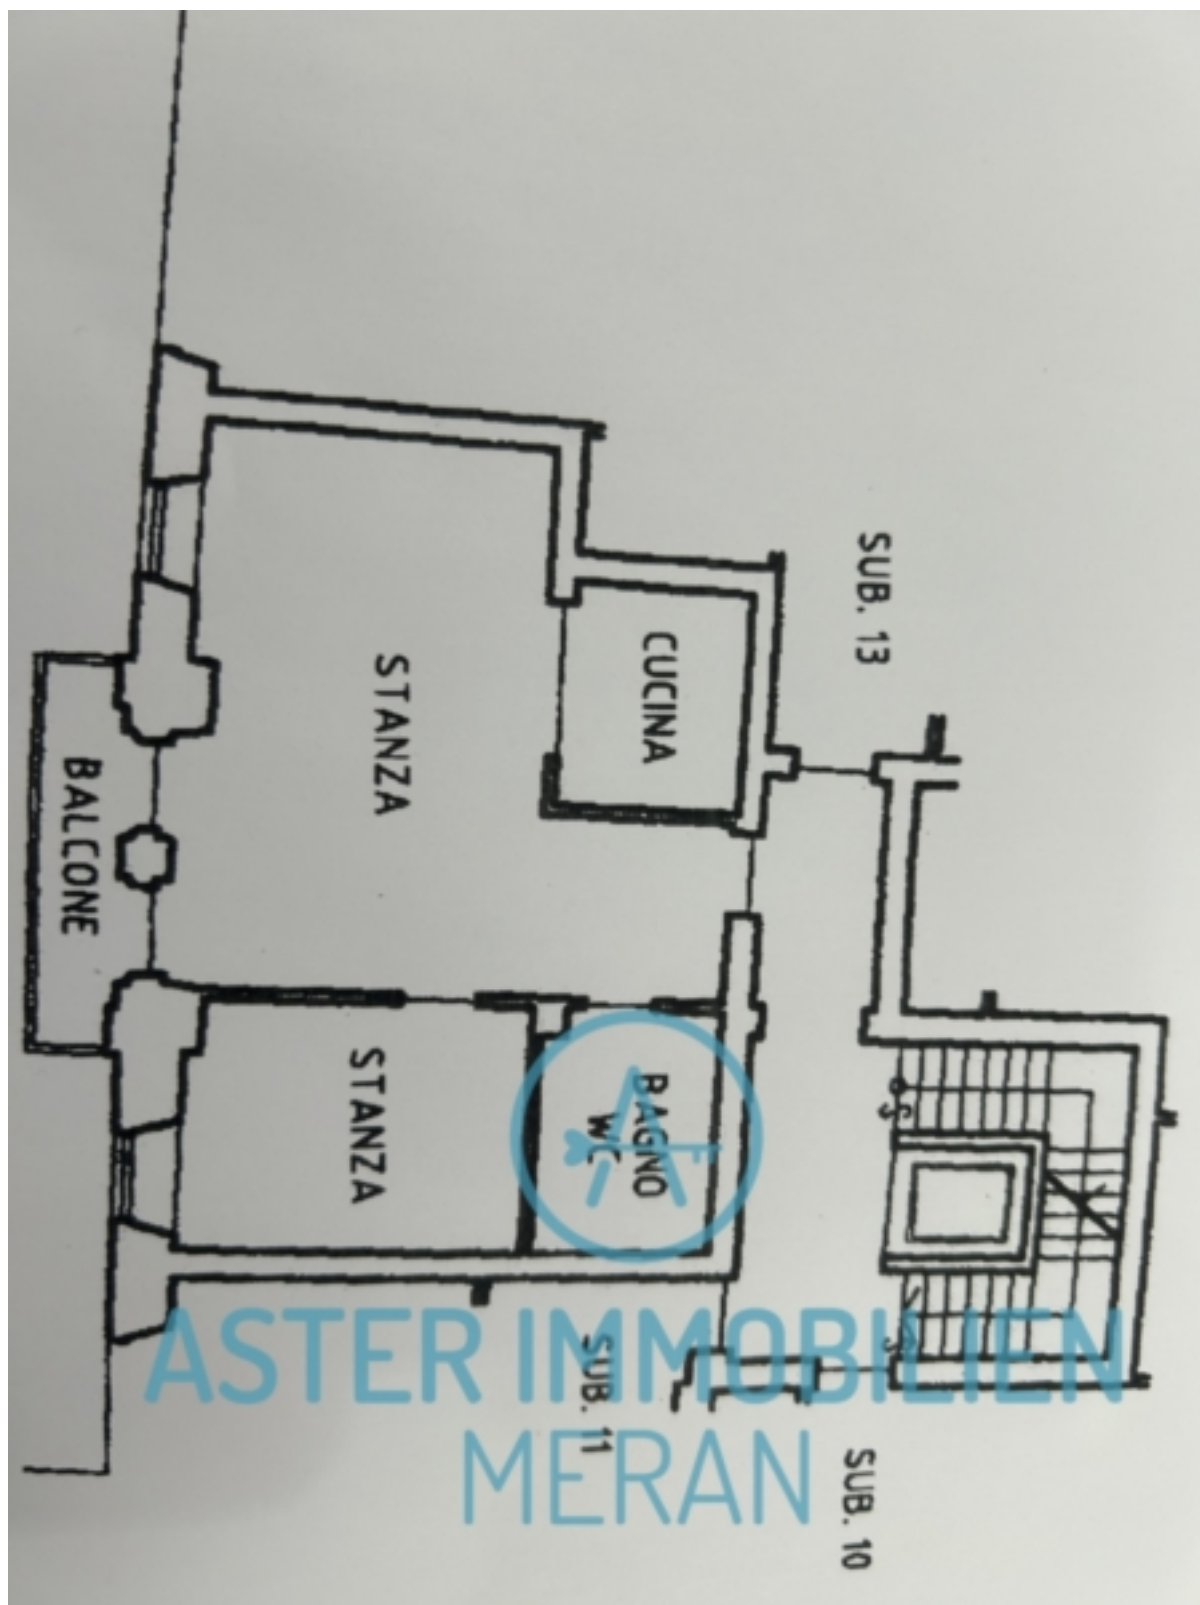 SUB. 13
CUCINA
STANZA
BALCONE
STANZA
BAGNO
WC
SUB. 11
SUB. 10
ASTER IMMOBILIEN
MERAN